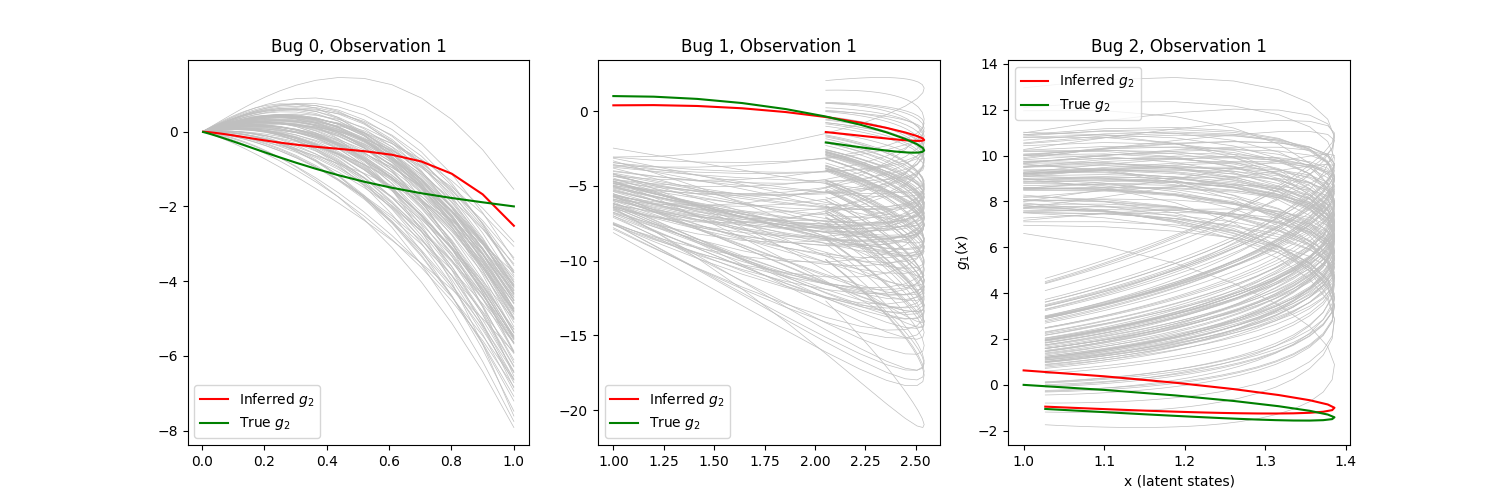 Bug 0, Observation 1
0
−2
−4
−6
−8
0.0 0.2 0.4 0.6 0.8 1.0
Inferred g₂
True g₂
Bug 1, Observation 1
0
−5
−10
−15
−20
1.00 1.25 1.50 1.75 2.00 2.25 2.50
Inferred g₂
True g₂
Bug 2, Observation 1
14
12
10
8
6
4
2
0
−2
g₁(x)
1.0 1.1 1.2 1.3 1.4
x (latent states)
Inferred g₂
True g₂